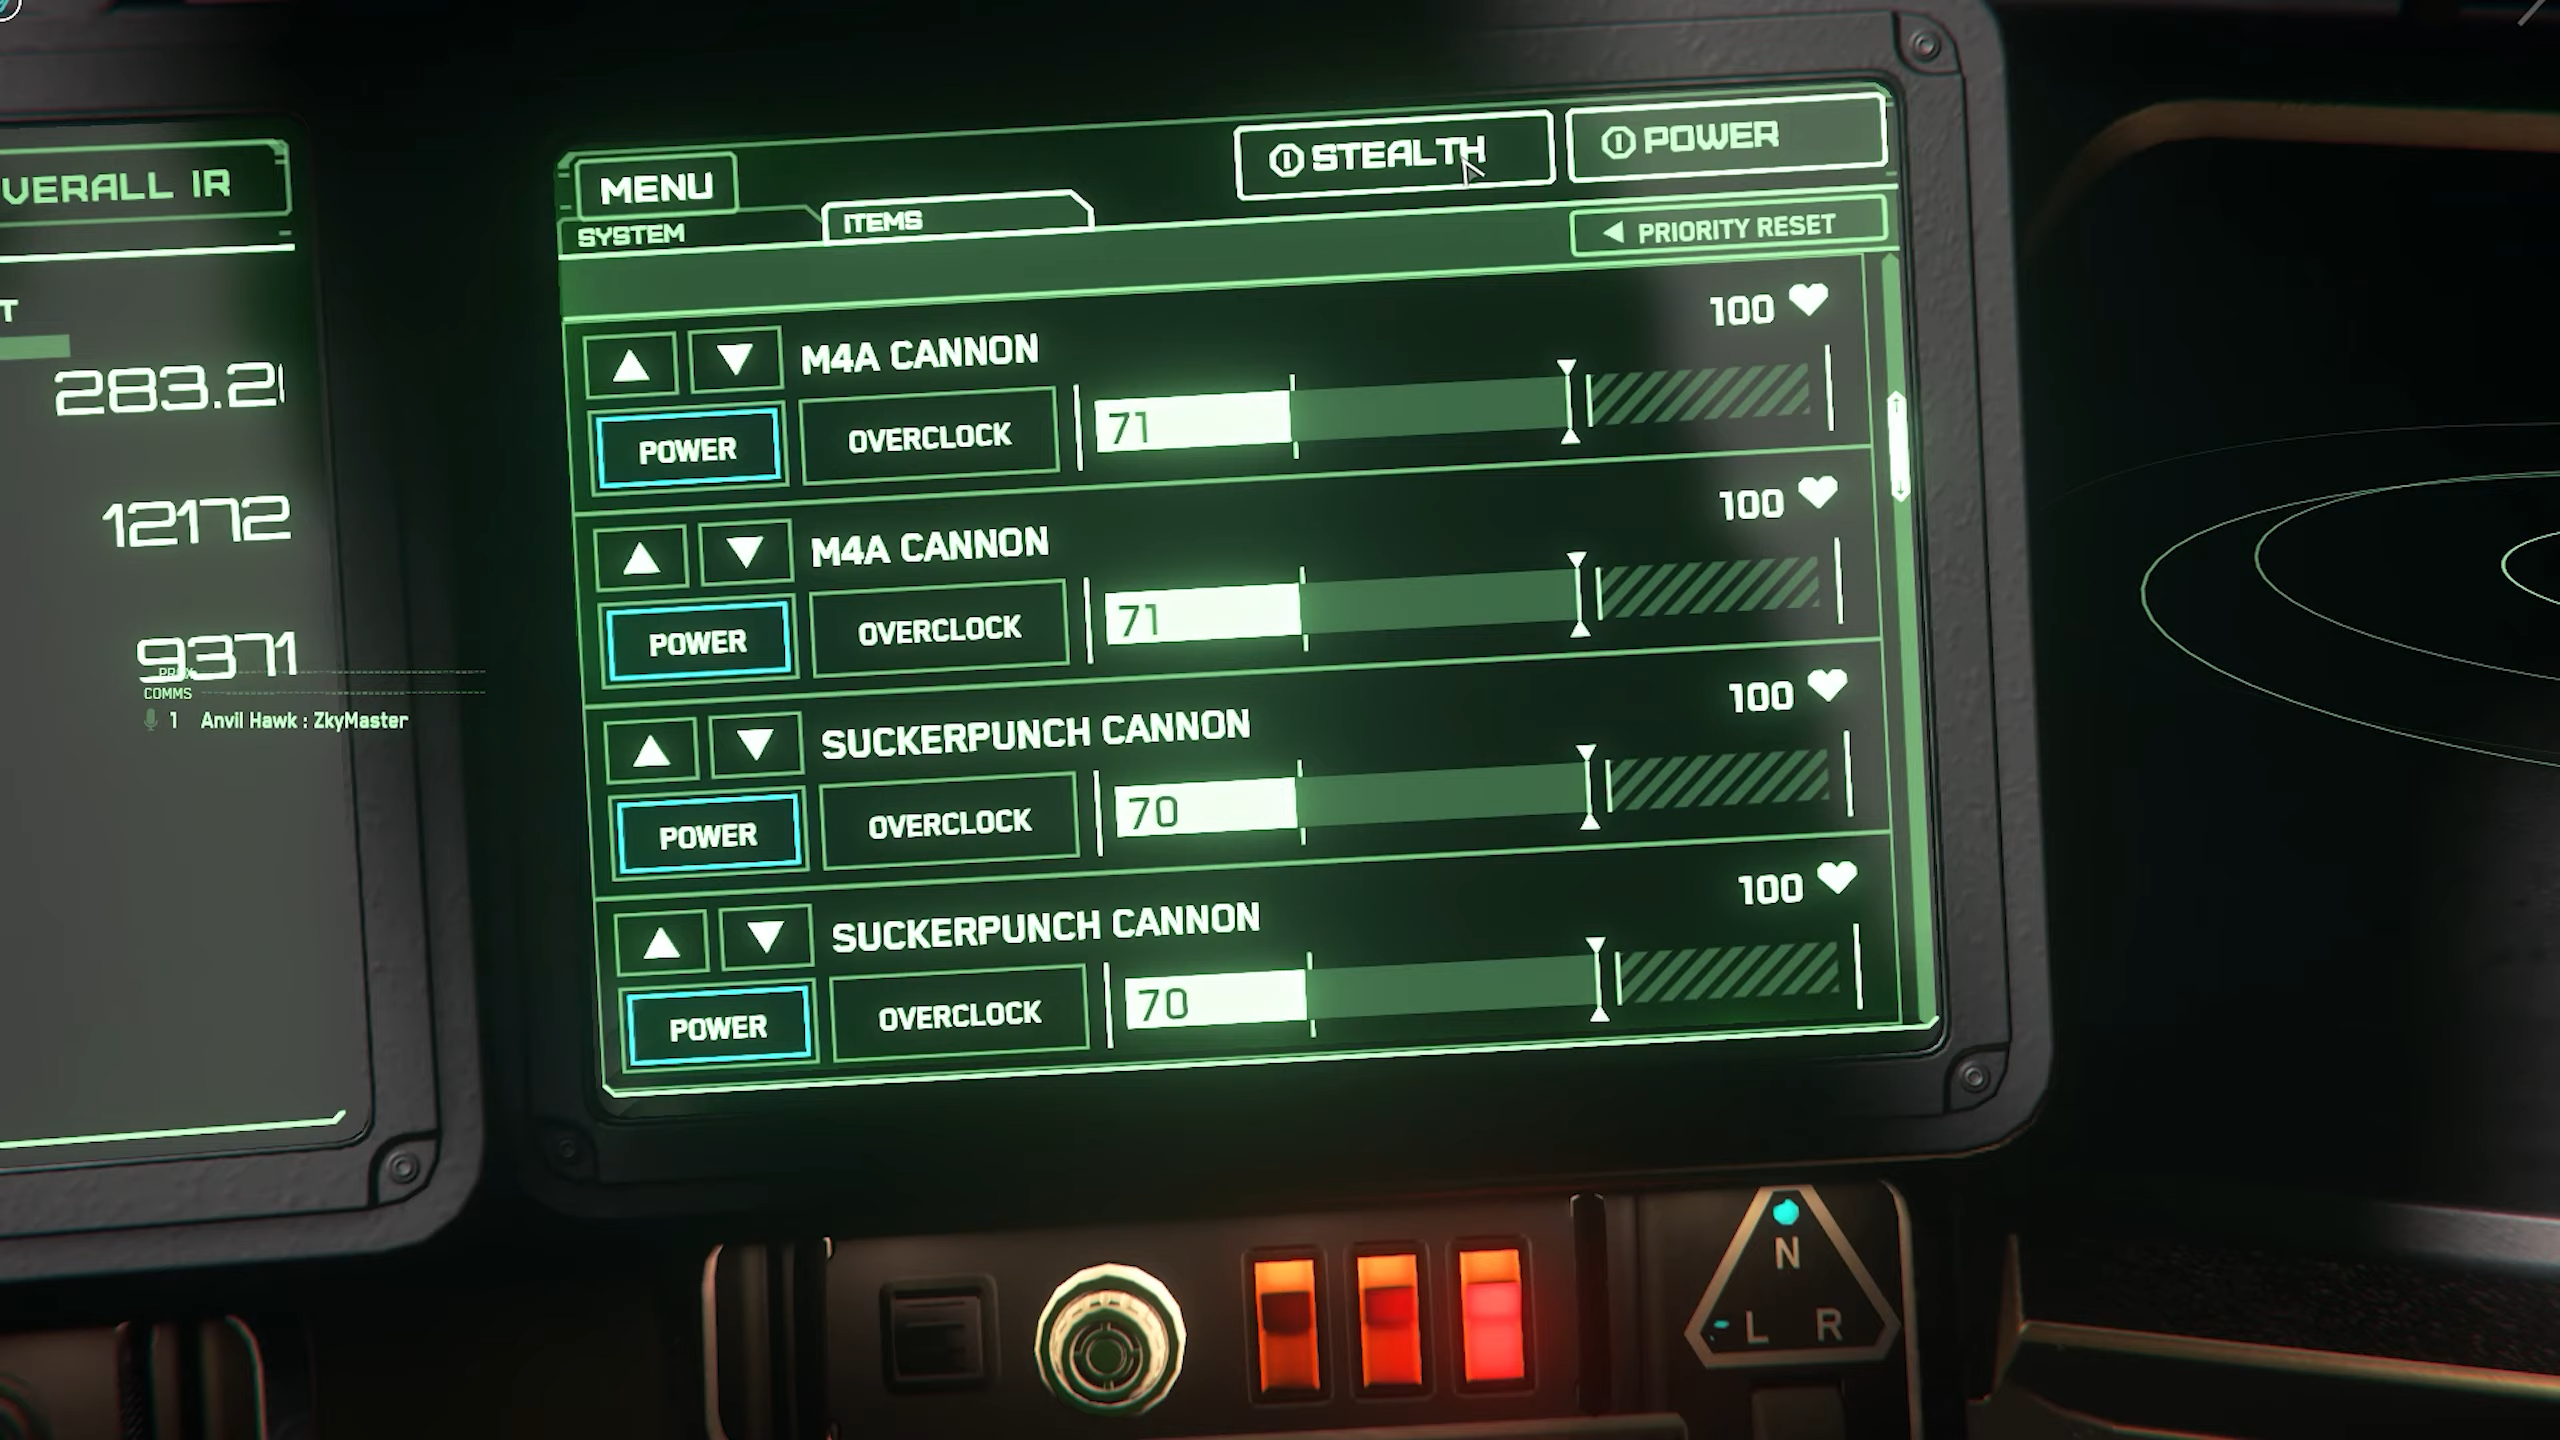 VERALL IR
T
283.2
12172
9371
PROX
COMMS
1 Anvil Hawk : ZkyMaster
STEALTH
POWER
MENU
SYSTEM
ITEMS
PRIORITY RESET
100
M4A CANNON
POWER
OVERCLOCK
71
100
M4A CANNON
POWER
OVERCLOCK
71
100
SUCKERPUNCH CANNON
POWER
OVERCLOCK
70
100
SUCKERPUNCH CANNON
POWER
OVERCLOCK
70
N
L R